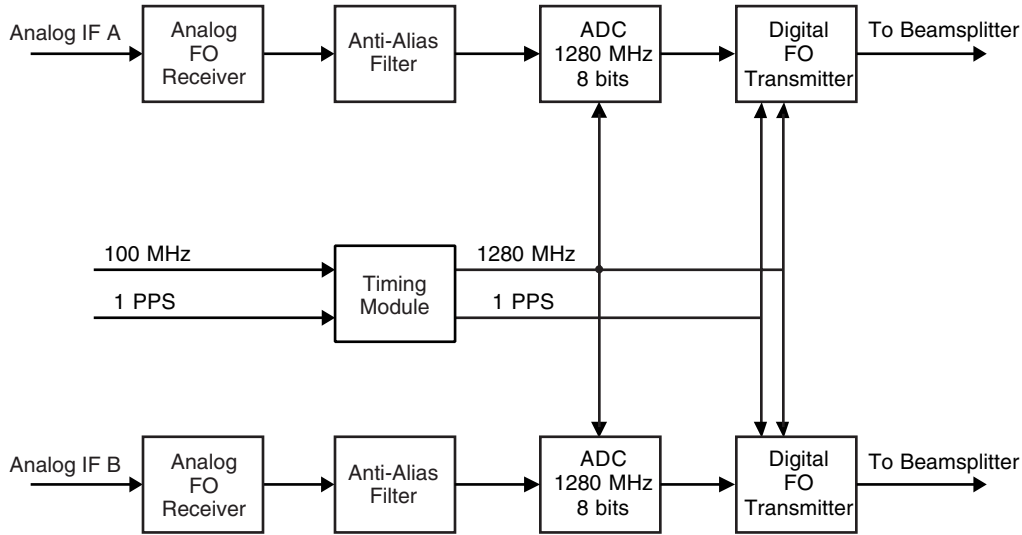 Analog IF A
Analog
FO
Receiver
Anti-Alias
Filter
ADC
1280 MHz
8 bits
Digital
FO
Transmitter
To Beamsplitter
100 MHz
1 PPS
Timing
Module
1280 MHz
1 PPS
Analog IF B
Analog
FO
Receiver
Anti-Alias
Filter
ADC
1280 MHz
8 bits
Digital
FO
Transmitter
To Beamsplitter